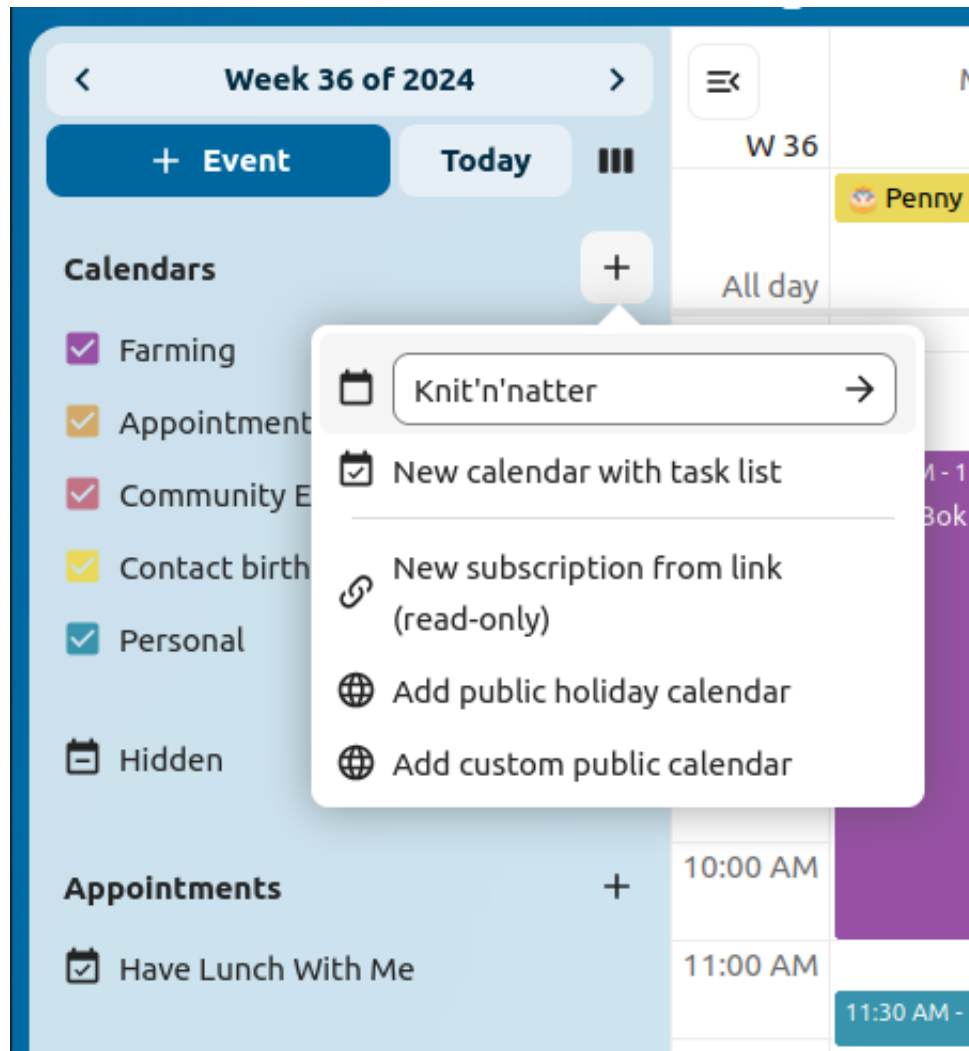 Week 36 of 2024
+ Event
Today
W 36
Penny
Calendars
All day
Farming
Knit'n'natter
Appointment
New calendar with task list
Community E
M - 1
Bok
Contact birth
New subscription from link
(read-only)
Personal
Add public holiday calendar
Hidden
Add custom public calendar
10:00 AM
Appointments
Have Lunch With Me
11:00 AM
11:30 AM -